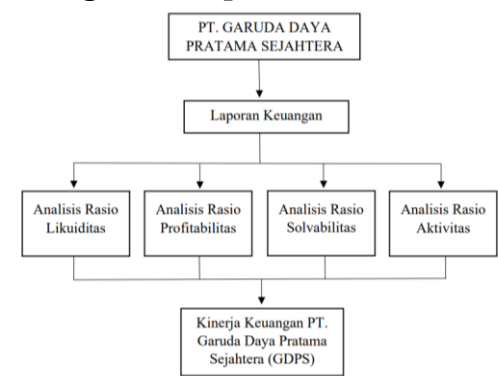 PT. GARUDA DAYA
PRATAMA SEJAHTERA
Laporan Keuangan
Analisis Rasio
Likuiditas
Analisis Rasio
Profitabilitas
Analisis Rasio
Solvabilitas
Analisis Rasio
Aktivitas
Kinerja Keuangan PT.
Garuda Daya Pratama
Sejahtera (GDPS)